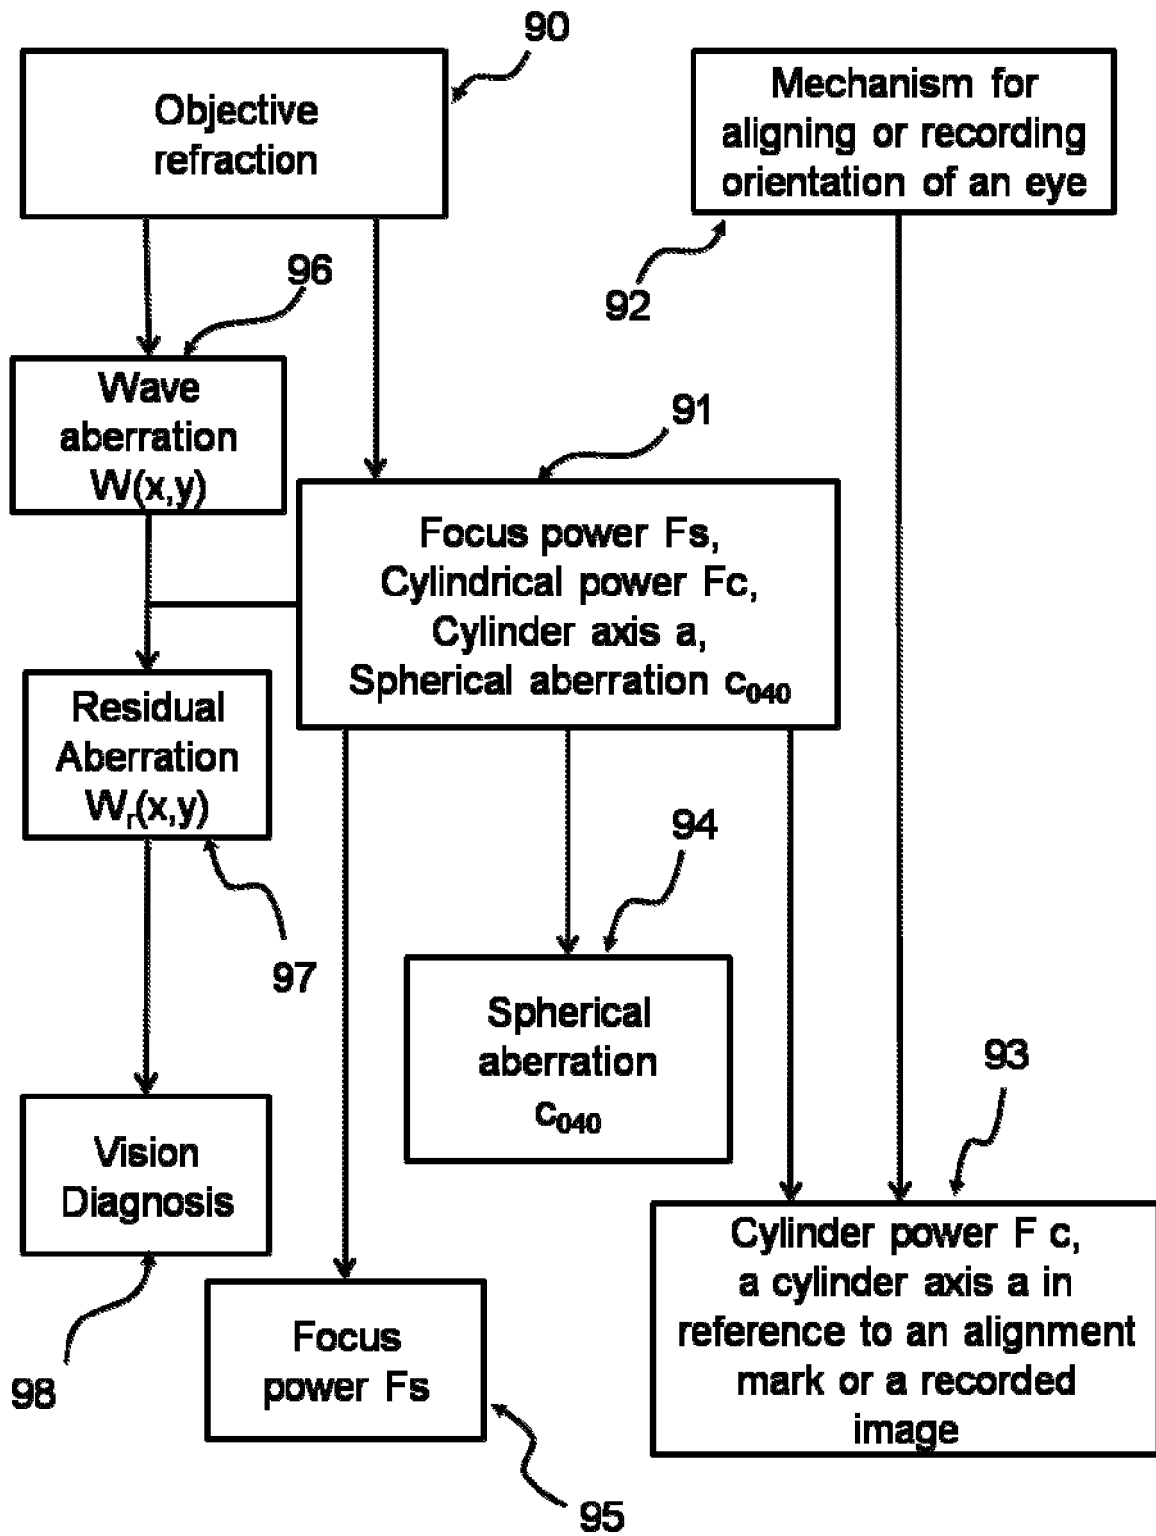 90
Objective
refraction
Mechanism for
aligning or recording
orientation of an eye
92
96
Wave
aberration
W(x,y)
91
Focus power Fs,
Cylindrical power Fc,
Cylinder axis a,
Spherical aberration c₀₄₀
Residual
Aberration
Wᵣ(x,y)
97
94
Spherical
aberration
c₀₄₀
93
Vision
Diagnosis
98
Focus
power Fs
95
Cylinder power F c,
a cylinder axis a in
reference to an alignment
mark or a recorded
image